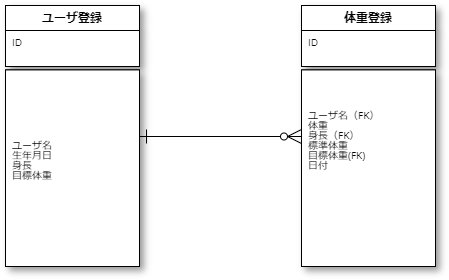 ユーザ登録
ID
ユーザ名
生年月日
身長
目標体重
体重登録
ID
ユーザ名（FK）
体重
身長（FK）
標準体重
目標体重(FK)
日付